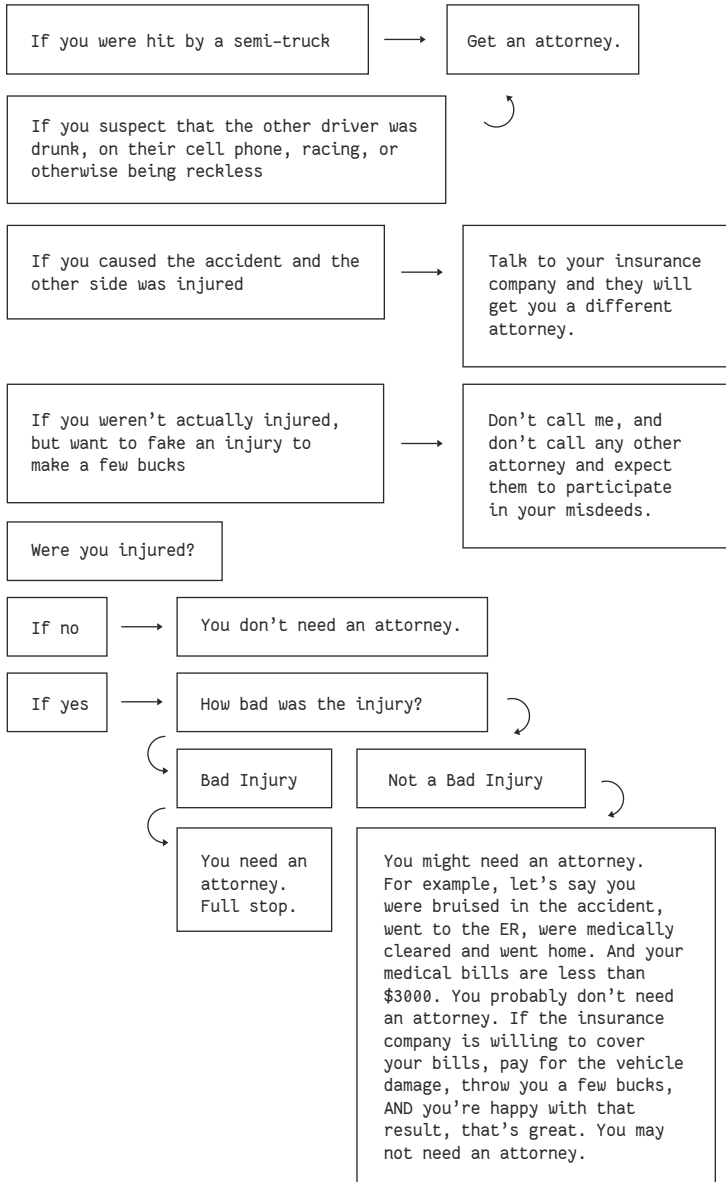 If you were hit by a semi-truck
Get an attorney.
If you suspect that the other driver was
drunk, on their cell phone, racing, or
otherwise being reckless
If you caused the accident and the
other side was injured
Talk to your insurance
company and they will
get you a different
attorney.
If you weren't actually injured,
but want to fake an injury to
make a few bucks
Don't call me, and
don't call any other
attorney and expect
them to participate
in your misdeeds.
Were you injured?
If no
You don't need an attorney.
If yes
How bad was the injury?
Bad Injury
Not a Bad Injury
You need an
attorney.
Full stop.
You might need an attorney.
For example, let's say you
were bruised in the accident,
went to the ER, were medically
cleared and went home. And your
medical bills are less than
$3000. You probably don't need
an attorney. If the insurance
company is willing to cover
your bills, pay for the vehicle
damage, throw you a few bucks,
AND you're happy with that
result, that's great. You may
not need an attorney.